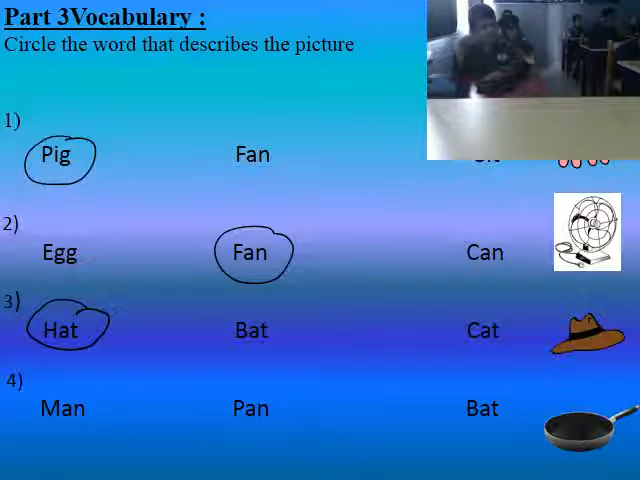 Part 3Vocabulary :
Circle the word that describes the picture
1)
Pig Fan
2)
Egg Fan Can
3)
Hat Bat Cat
4)
Man Pan Bat